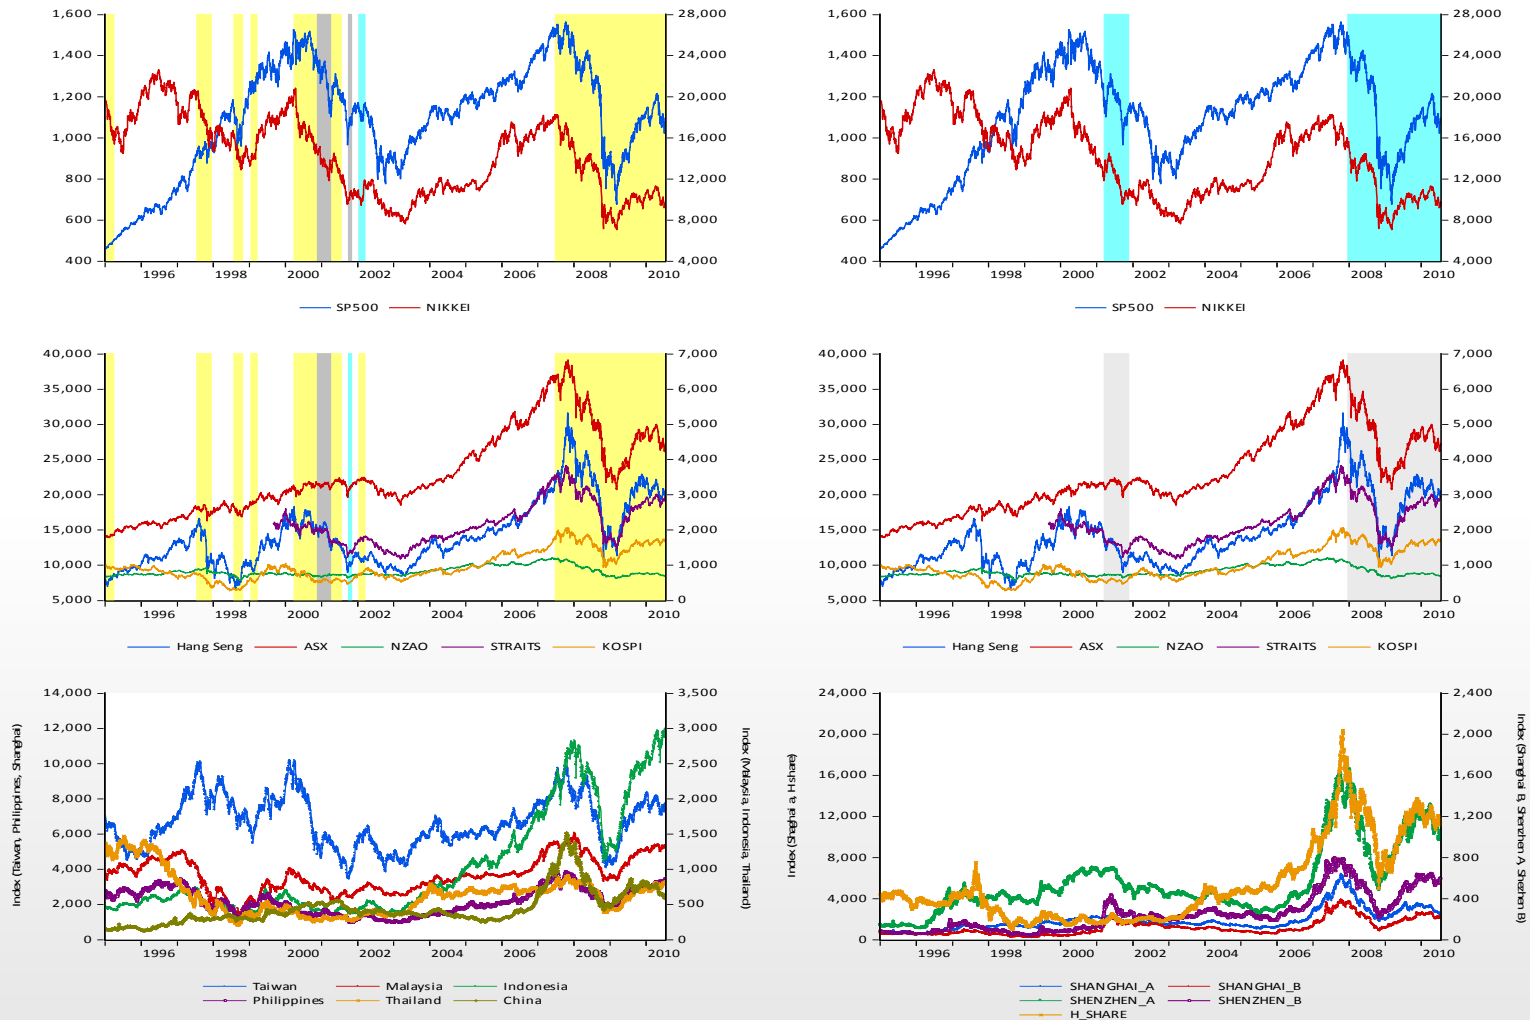 1,600 28,000
1,400 24,000
1,200 20,000
1,000 16,000
800 12,000
600 8,000
400 4,000
1996 1998 2000 2002 2004 2006 2008 2010
SP500 NIKKEI
1,600 28,000
1,400 24,000
1,200 20,000
1,000 16,000
800 12,000
600 8,000
400 4,000
1996 1998 2000 2002 2004 2006 2008 2010
SP500 NIKKEI
40,000 7,000
35,000 6,000
30,000 5,000
25,000 4,000
20,000 3,000
15,000 2,000
10,000 1,000
5,000 0
1996 1998 2000 2002 2004 2006 2008 2010
Hang Seng ASX NZAO STRAITS KOSPI
40,000 7,000
35,000 6,000
30,000 5,000
25,000 4,000
20,000 3,000
15,000 2,000
10,000 1,000
5,000 0
1996 1998 2000 2002 2004 2006 2008 2010
Hang Seng ASX NZAO STRAITS KOSPI
Index (Taiwan, Philippines, Shanghai)
14,000 3,500
12,000 3,000
10,000 2,500
8,000 2,000
6,000 1,500
4,000 1,000
2,000 500
0 0
Index (Malaysia, Indonesia, Thailand)
1996 1998 2000 2002 2004 2006 2008 2010
Taiwan Malaysia Indonesia
Philippines Thailand China
Index (Shaghai a, H share)
24,000 2,400
20,000 2,000
16,000 1,600
12,000 1,200
8,000 800
4,000 400
0 0
Index (Shanghai B, Shenzhen A, Shezhen B)
1996 1998 2000 2002 2004 2006 2008 2010
SHANGHAI_A SHANGHAI_B
SHENZHEN_A SHENZHEN_B
H_SHARE